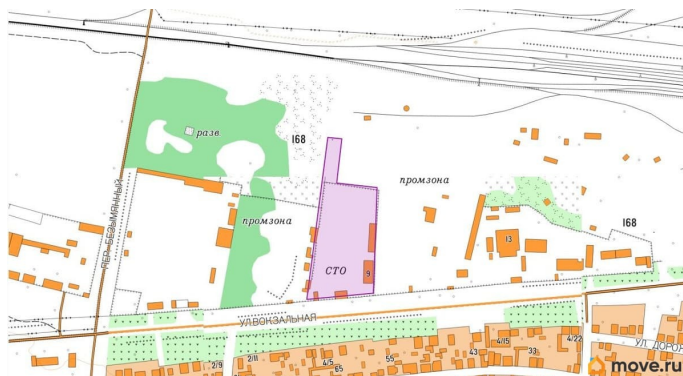 разв.
168
ПЕР. БЕЗЫМЯННЫЙ
промзона
промзона
168
13
СТО
9
УЛ.ВОКЗАЛЬНАЯ
2/9
2/11
4/5
65
55
43
4/15
33
4/22
УЛ. ДОРОН
move.ru